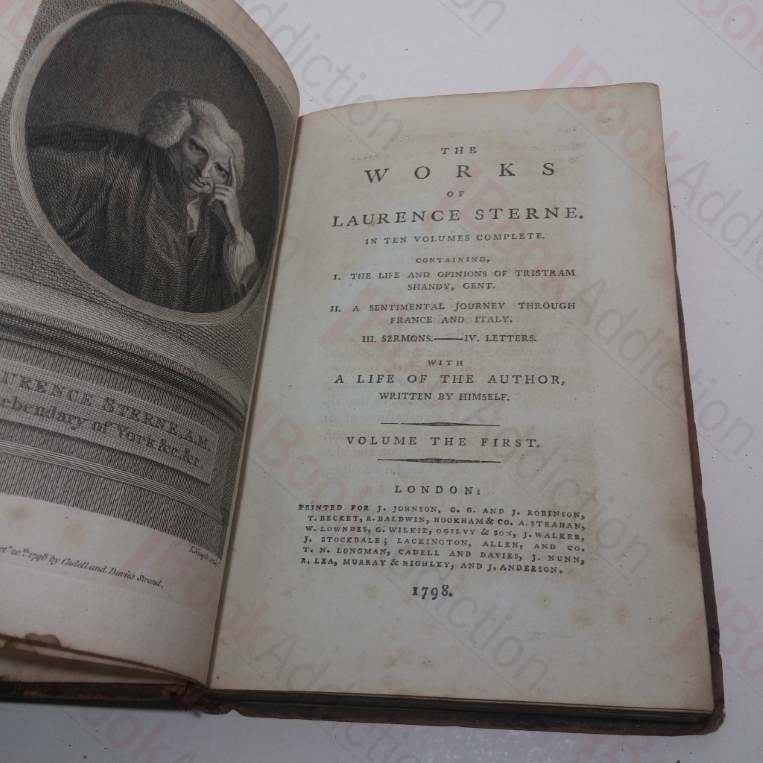 LAURENCE STERNE, A.M.
Prebendary of York &c. &c.
1798 by Cadell and Davies Strand.
THE
WORKS
OF
LAURENCE STERNE.
IN TEN VOLUMES COMPLETE.
CONTAINING,
I. THE LIFE AND OPINIONS OF TRISTRAM
SHANDY, GENT.
II. A SENTIMENTAL JOURNEY THROUGH
FRANCE AND ITALY.
III. SERMONS.——IV. LETTERS.
WITH
A LIFE OF THE AUTHOR,
WRITTEN BY HIMSELF.
VOLUME THE FIRST.
LONDON:
PRINTED FOR J. JOHNSON, G. G. AND J. ROBINSON,
T. BECKET, R. BALDWIN, HOOKHAM & CO. A. STRAHAN,
W. LOWNDES, G. WILKIE, OGILVY & SON, J. WALKER,
J. STOCKDALE; LACKINGTON, ALLEN, AND CO.
T. N. LONGMAN, CADELL AND DAVIES, J. NUNN,
R. LEA, MURRAY & HIGHLEY, AND J. ANDERSON.
1798.
BookAddiction